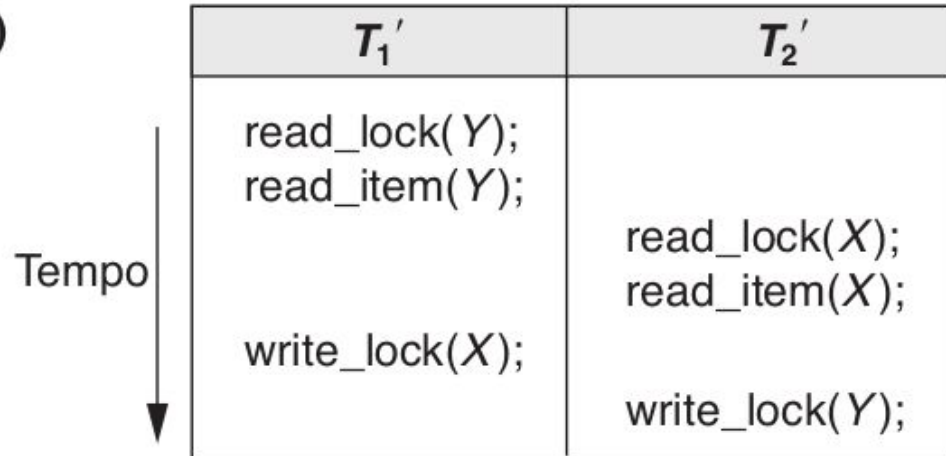 )
T₁′ T₂′
read_lock(Y);
read_item(Y);
read_lock(X);
Tempo
read_item(X);
write_lock(X);
write_lock(Y);